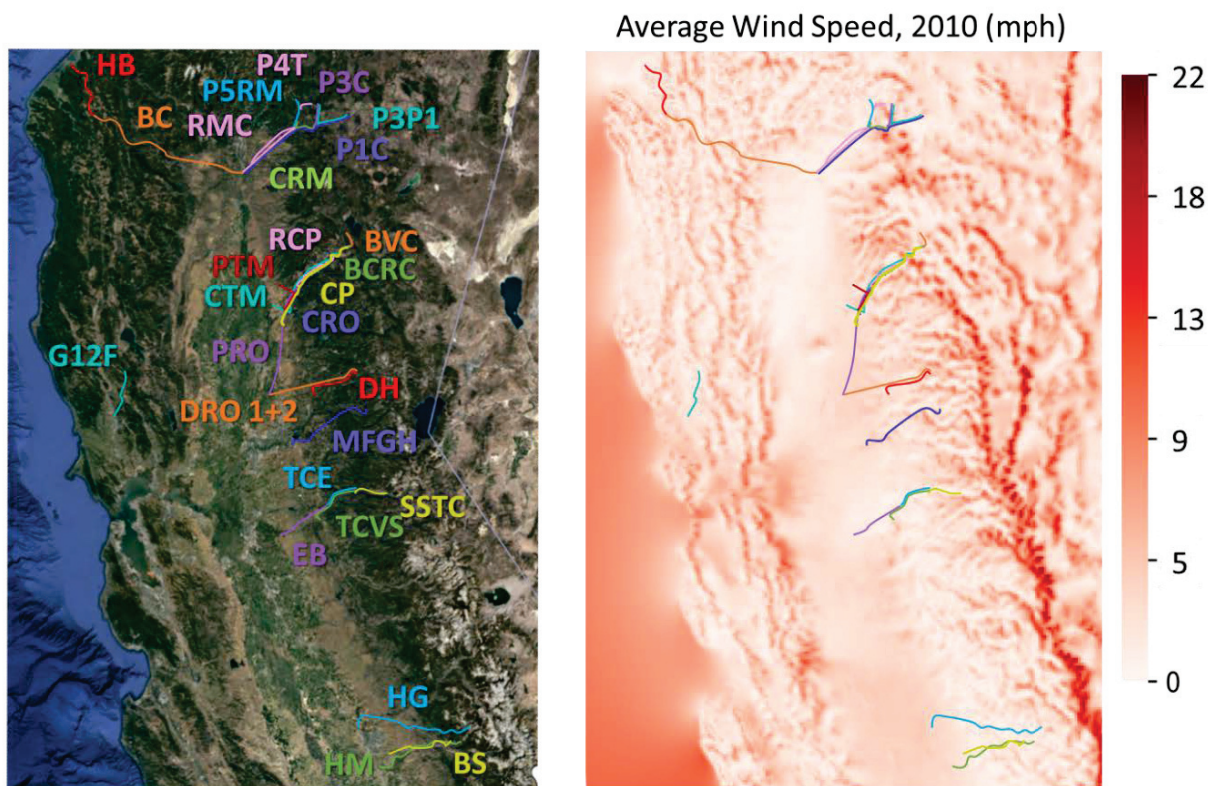 Average Wind Speed, 2010 (mph)
HB
P4T
P5RM
P3C
BC
RMC
P3P1
P1C
CRM
RCP
BVC
PTM
BCRC
CTM
CP
CRO
PRO
G12F
DH
DRO 1+2
MFGH
TCE
SSTC
TCVS
EB
HG
HM
BS
22
18
13
9
5
0